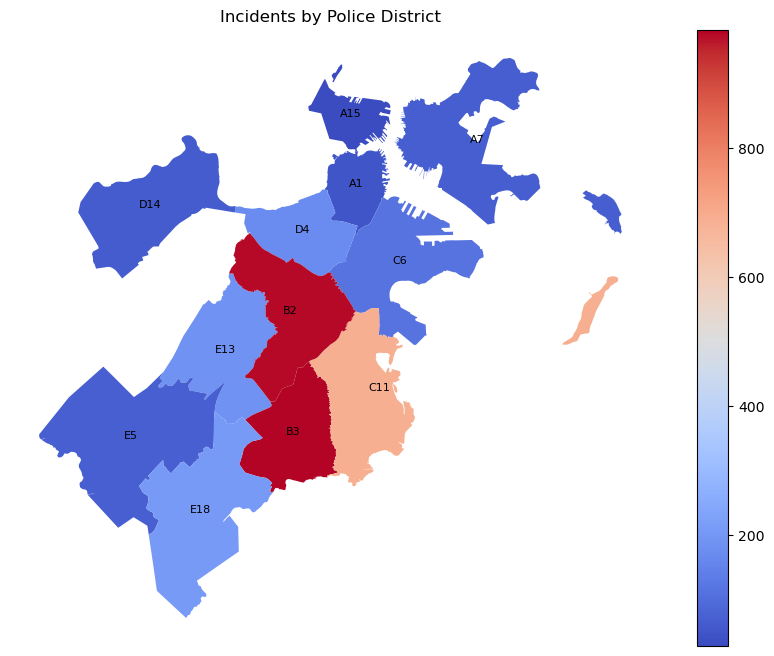 Incidents by Police District
A15
A7
A1
D14
D4
C6
B2
E13
C11
B3
E5
E18
800
600
400
200